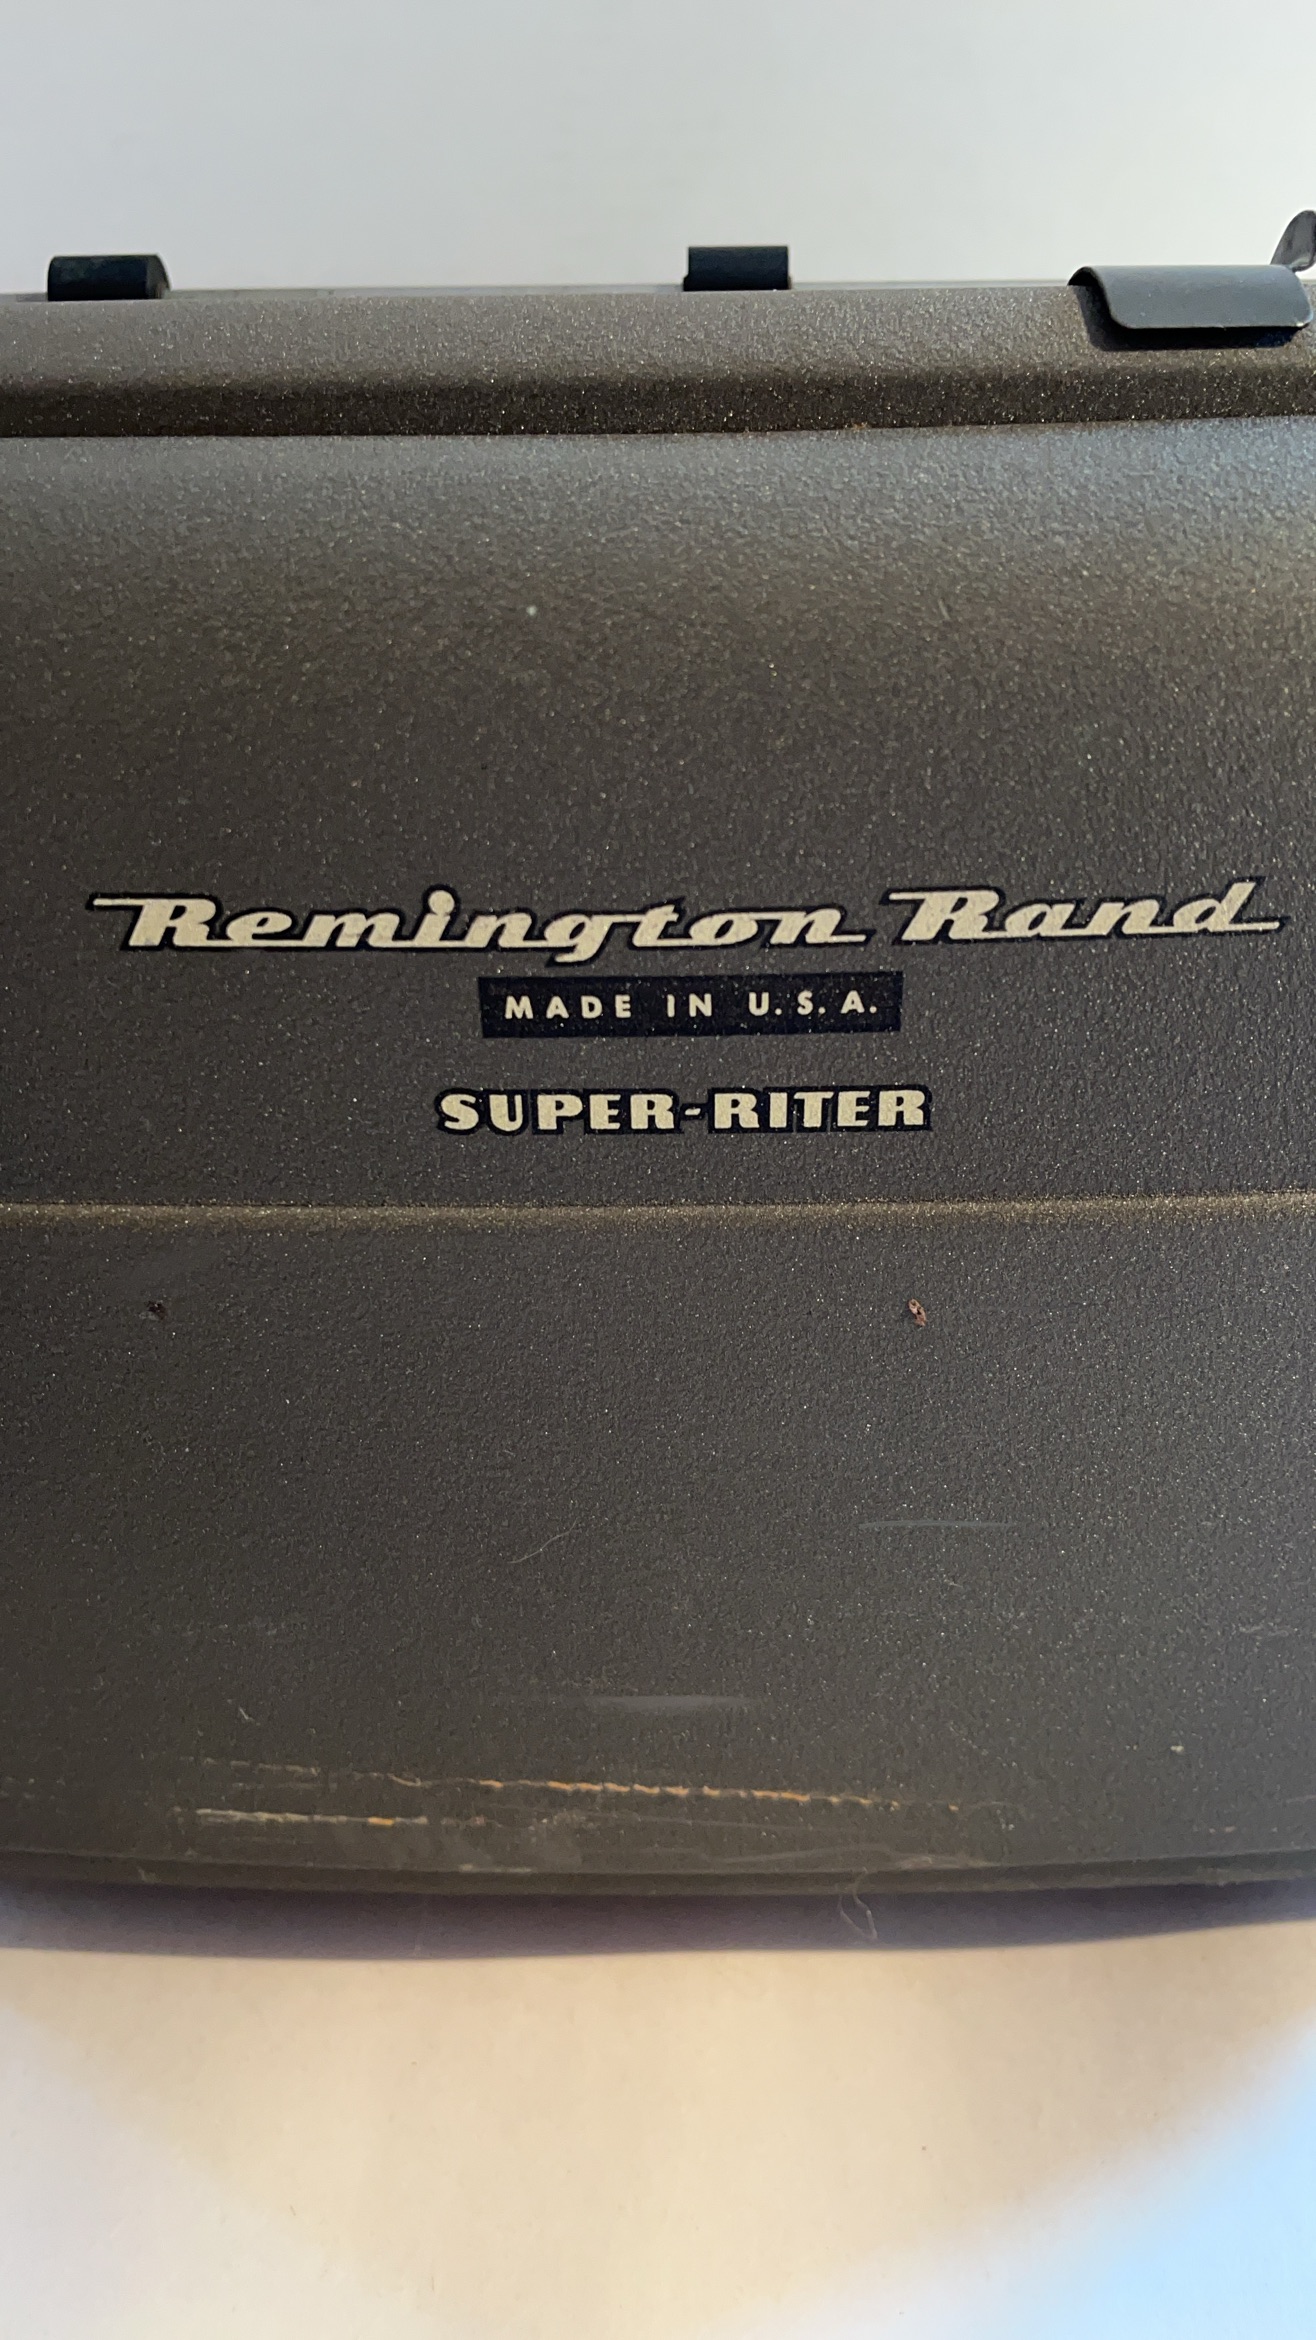 Remington Rand
MADE IN U.S.A.
SUPER-RITER